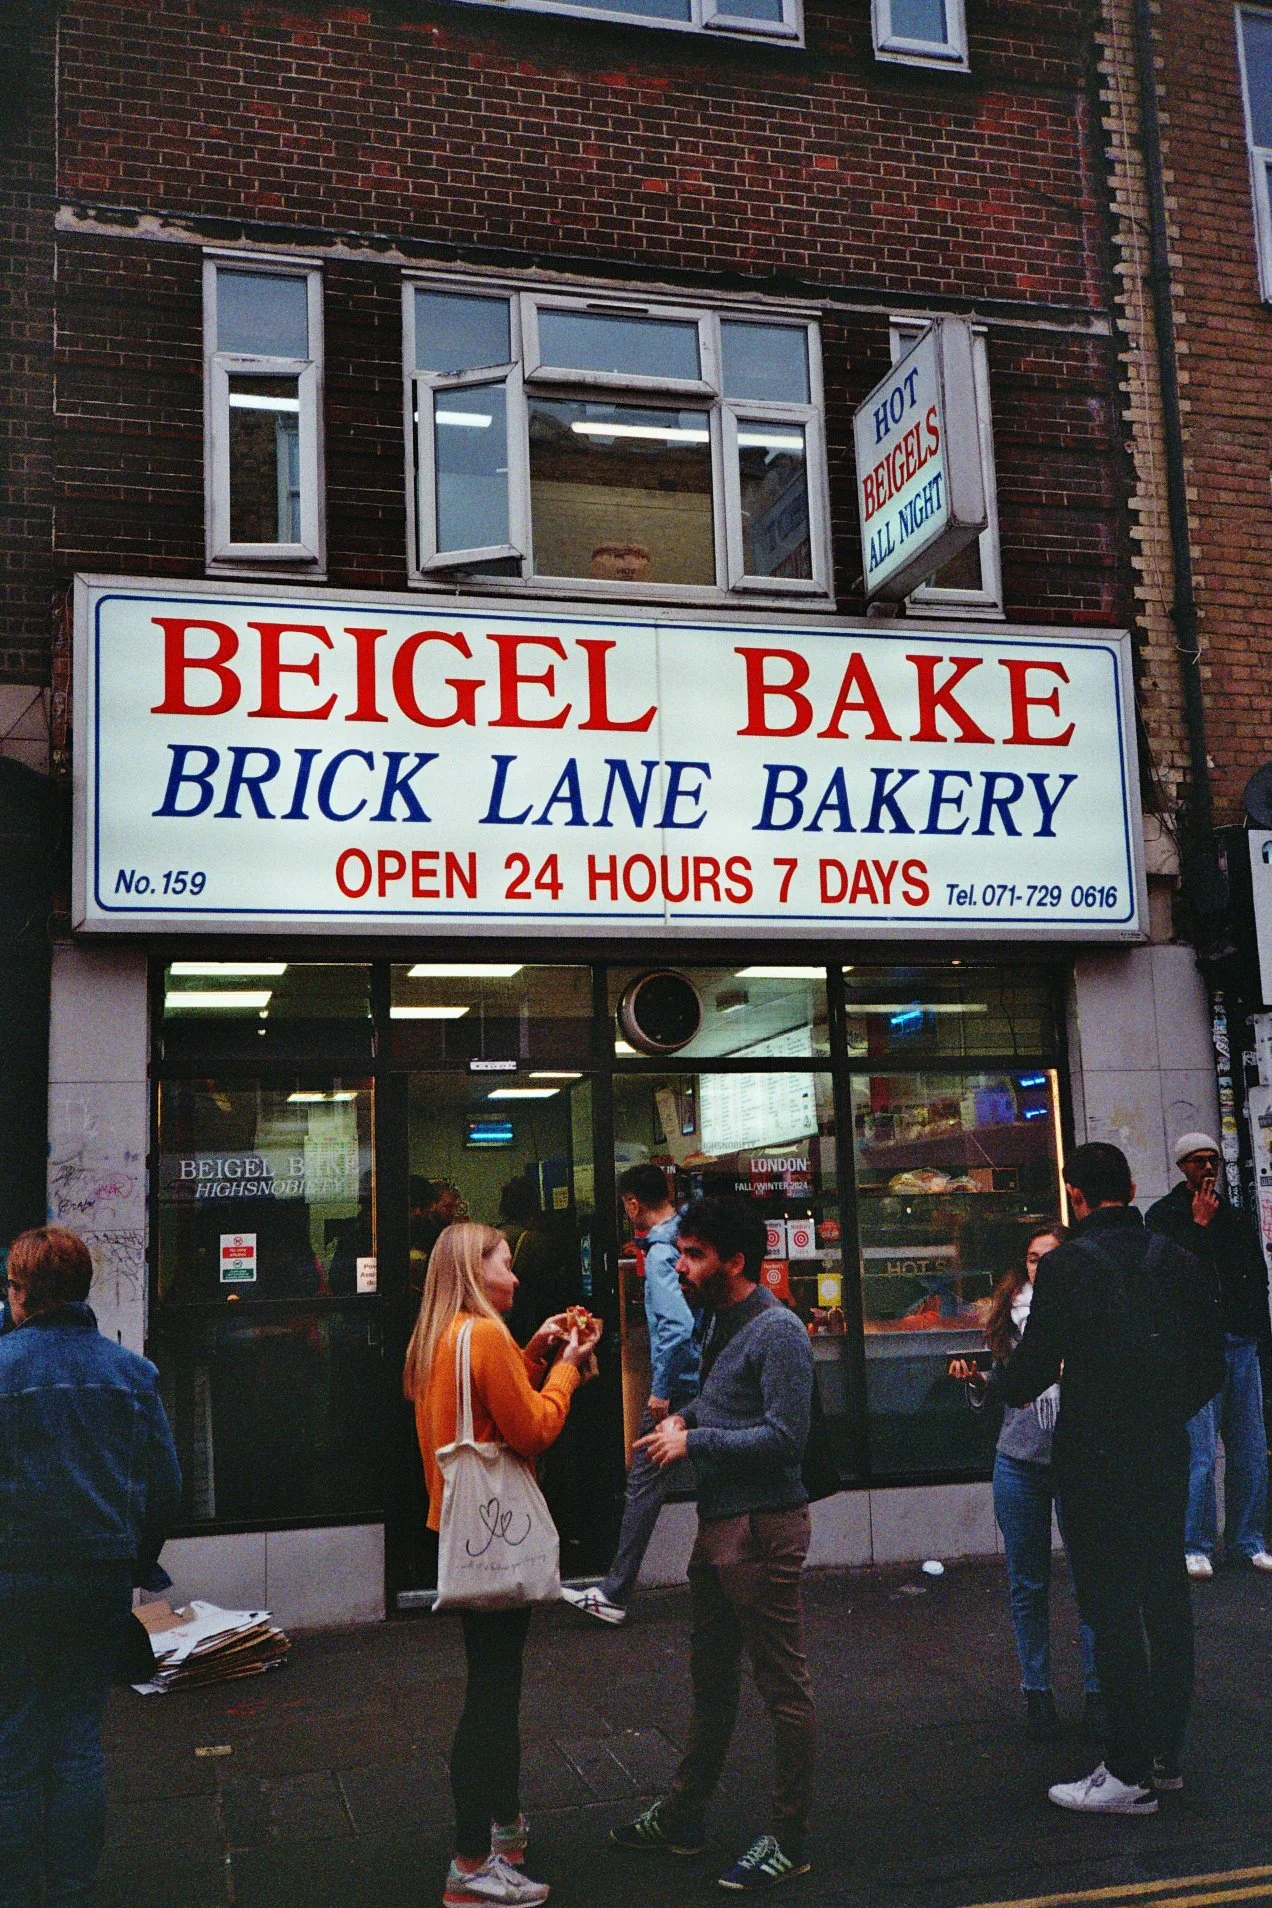 HOT
BEIGELS
ALL NIGHT
BEIGEL BAKE
BRICK LANE BAKERY
No.159
OPEN 24 HOURS 7 DAYS
Tel.071-729 0616
BEIGEL BAKE
HIGHSNOBIETY
HIGHSNOBIETY
LONDON
FALL/WINTER 2024